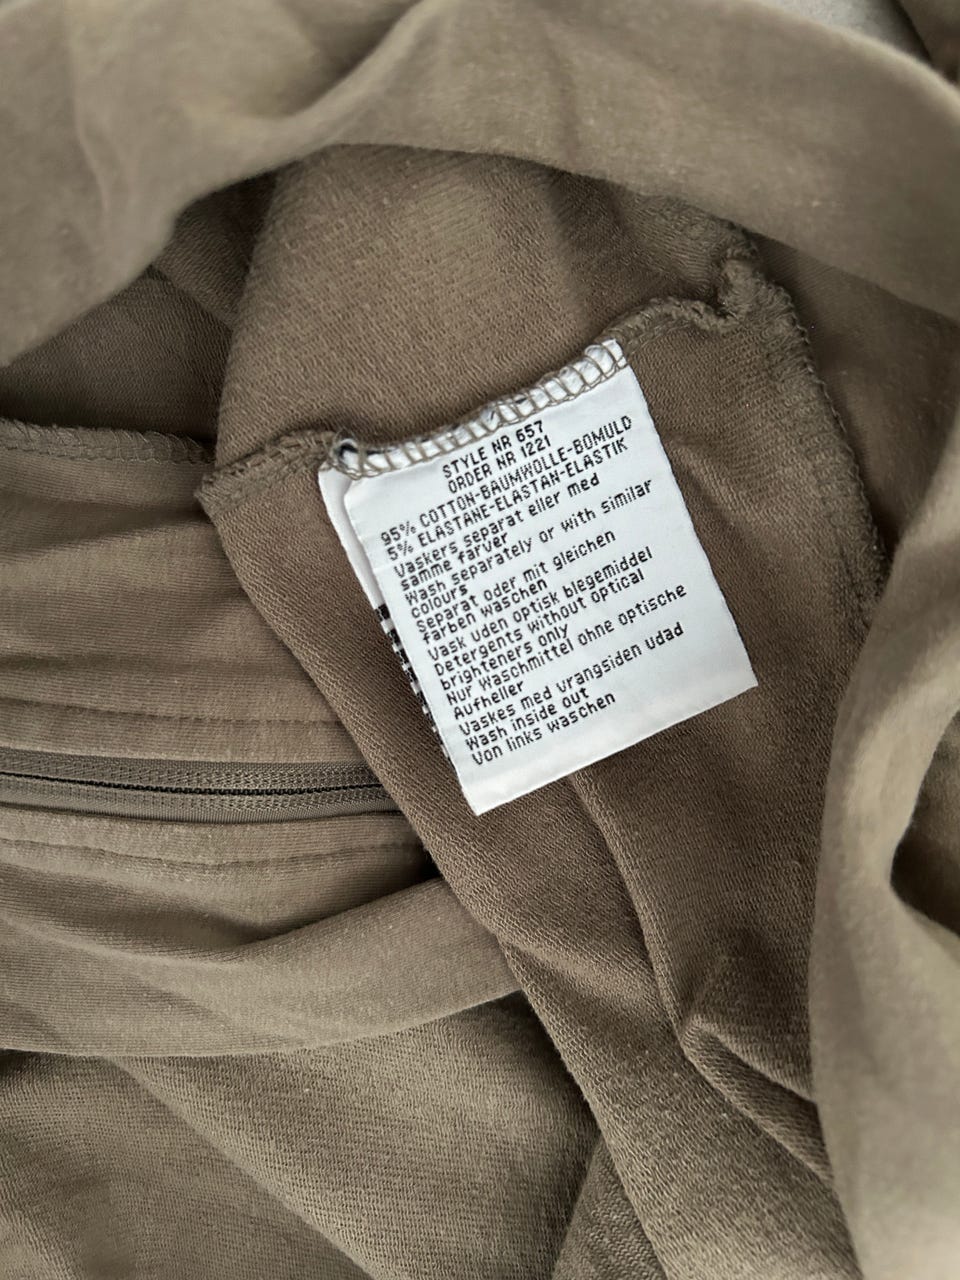 STYLE NR 657
ORDER NR 1221
95% COTTON-BAUMWOLLE-BOMULD
5% ELASTANE-ELASTAN-ELASTIK
Vaskers separat eller med
samme farver
Wash separately or with similar
colours
Separat oder mit gleichen
farben waschen
Vask uden optisk blegemiddel
Detergents without optical
brighteners only
Nur Waschmittel ohne optische
Aufheller
Vaskes med vrangsiden udad
Wash inside out
Von links waschen